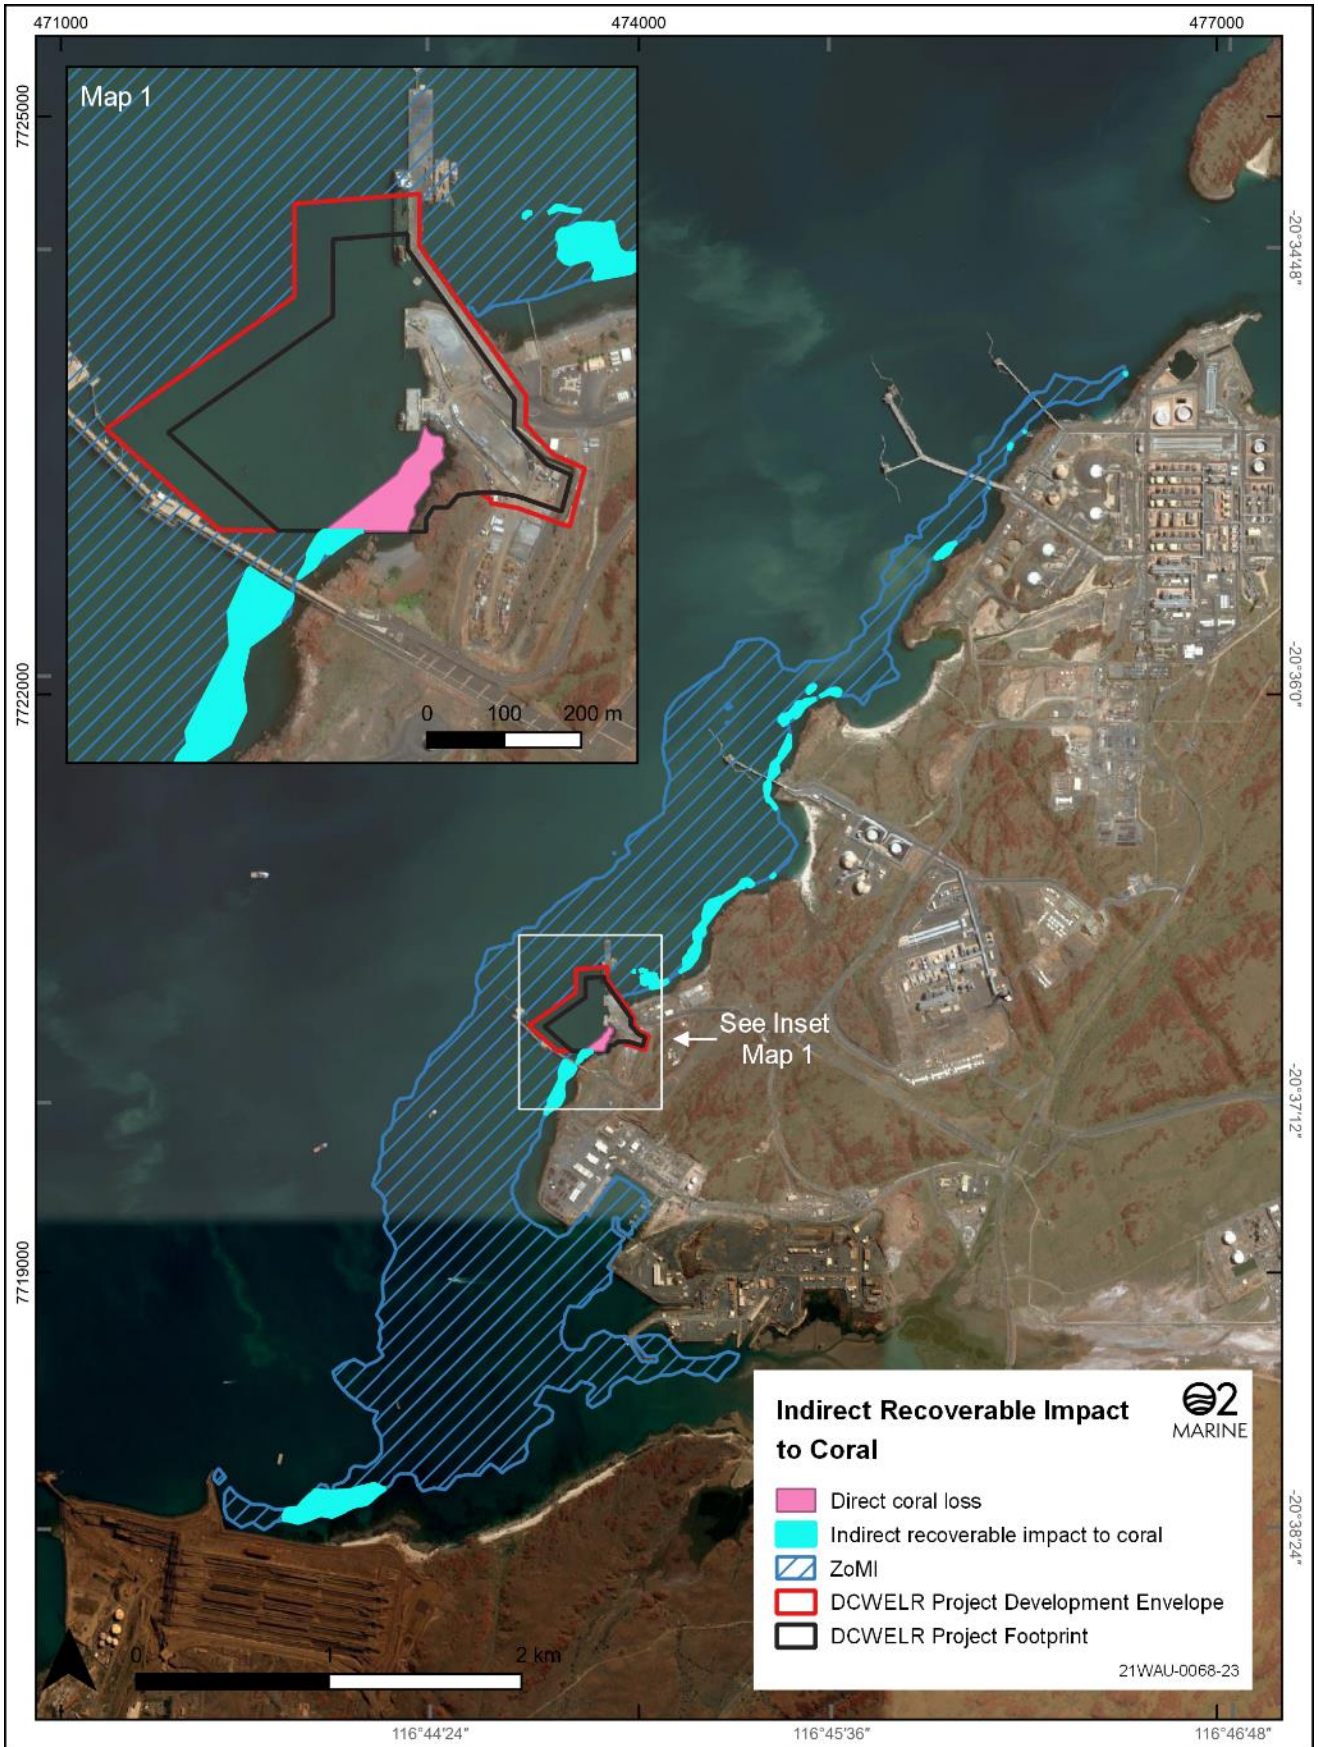 471000
474000
477000
Map 1
7725000
-20°34'48"
7722000
-20°36'0"
0 100 200 m
See Inset
Map 1
-20°37'12"
7719000
Indirect Recoverable Impact
to Coral
O2
MARINE
Direct coral loss
Indirect recoverable impact to coral
ZoMI
DCWELR Project Development Envelope
DCWELR Project Footprint
21WAU-0068-23
-20°38'24"
0 1 2 km
116°44'24"
116°45'36"
116°46'48"